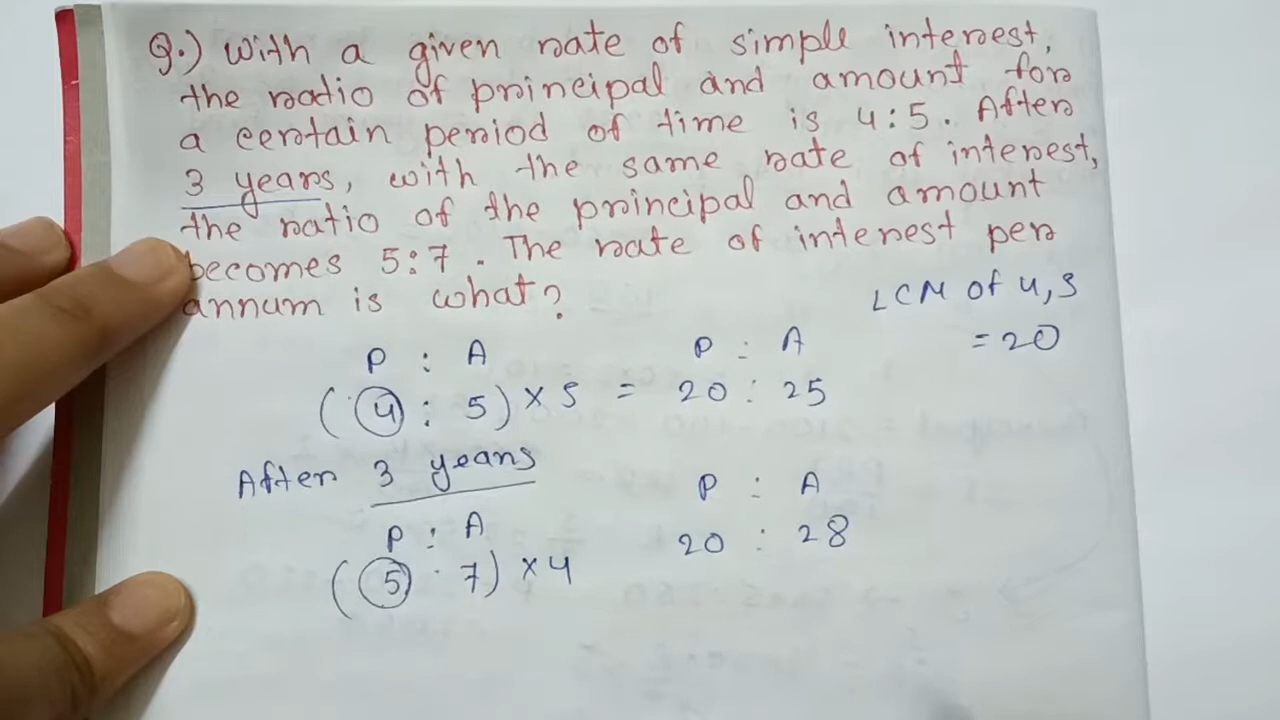 Q.) With a given rate of simple interest,
the ratio of principal and amount for
a certain period of time is 4:5. After
3 years, with the same rate of interest,
the ratio of the principal and amount
becomes 5:7. The rate of interest per
annum is what?
LCM of 4,5
= 20
P : A
P : A
(4 : 5) × 5 = 20 : 25
After 3 years
P : A
P : A
20 : 28
(5 : 7) × 4